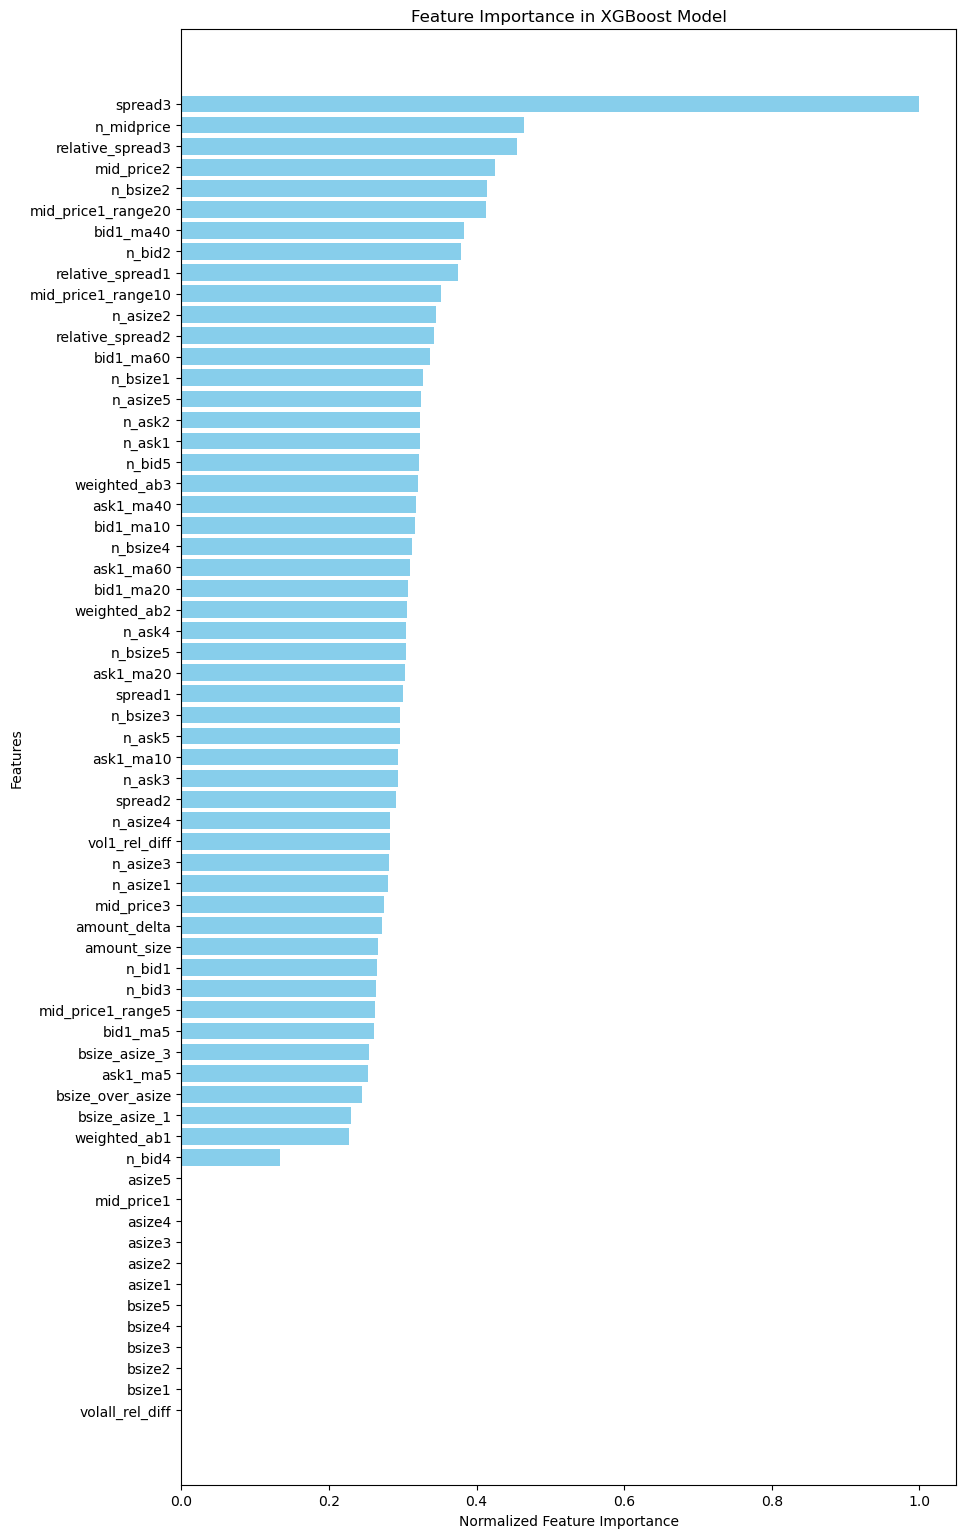 Feature Importance in XGBoost Model
spread3
n_midprice
relative_spread3
mid_price2
n_bsize2
mid_price1_range20
bid1_ma40
n_bid2
relative_spread1
mid_price1_range10
n_asize2
relative_spread2
bid1_ma60
n_bsize1
n_asize5
n_ask2
n_ask1
n_bid5
weighted_ab3
ask1_ma40
bid1_ma10
n_bsize4
ask1_ma60
bid1_ma20
weighted_ab2
n_ask4
n_bsize5
ask1_ma20
spread1
n_bsize3
n_ask5
ask1_ma10
n_ask3
spread2
n_asize4
vol1_rel_diff
n_asize3
n_asize1
mid_price3
amount_delta
amount_size
n_bid1
n_bid3
mid_price1_range5
bid1_ma5
bsize_asize_3
ask1_ma5
bsize_over_asize
bsize_asize_1
weighted_ab1
n_bid4
asize5
mid_price1
asize4
asize3
asize2
asize1
bsize5
bsize4
bsize3
bsize2
bsize1
volall_rel_diff
Features
0.0 0.2 0.4 0.6 0.8 1.0
Normalized Feature Importance